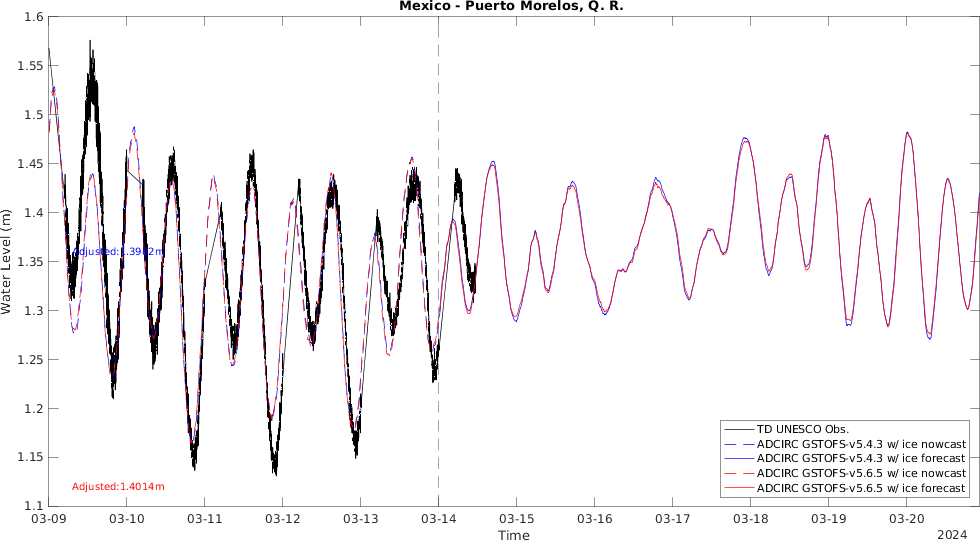 Mexico - Puerto Morelos, Q. R.
1.6
1.55
1.5
1.45
1.4
1.35
1.3
1.25
1.2
1.15
1.1
Water Level (m)
Adjusted:1.3982m
Adjusted:1.4014m
TD UNESCO Obs.
ADCIRC GSTOFS-v5.4.3 w/ ice nowcast
ADCIRC GSTOFS-v5.4.3 w/ ice forecast
ADCIRC GSTOFS-v5.6.5 w/ ice nowcast
ADCIRC GSTOFS-v5.6.5 w/ ice forecast
03-09 03-10 03-11 03-12 03-13 03-14 03-15 03-16 03-17 03-18 03-19 03-20
Time
2024